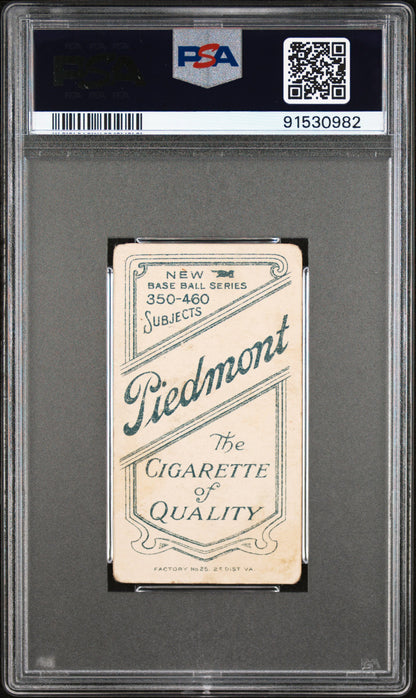 PSA
91530982
NEW
BASE BALL SERIES
350-460
SUBJECTS
Piedmont
The
CIGARETTE
of
QUALITY
FACTORY No 25, 2D DIST. VA.